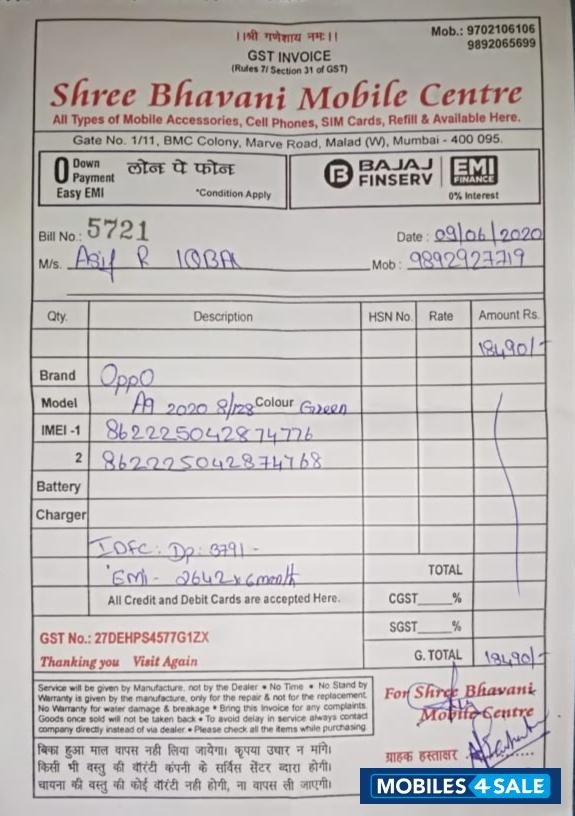 ।।श्री गणेशाय नमः।।
Mob.: 9702106106
9892065699
GST INVOICE
(Rules 7/ Section 31 of GST)
Shree Bhavani Mobile Centre
All Types of Mobile Accessories, Cell Phones, SIM Cards, Refill & Available Here.
Gate No. 1/11, BMC Colony, Marve Road, Malad (W), Mumbai - 400 095.
0 Down Payment लोन पे फोन
Easy EMI *Condition Apply
BAJAJ FINSERV EMI FINANCE
0% Interest
Bill No.: 5721 Date : 09/06/2020
M/s. Asif R IQBAL Mob : 9892927719
Qty. Description HSN No. Rate Amount Rs.
18490/-
Brand OppO
Model A9 2020 8/128 Colour Green
IMEI -1 862225042874776
2 862225042874768
Battery
Charger
IDFC: Dp: 3791 -
EMI - 2642 x 6month
TOTAL
All Credit and Debit Cards are accepted Here. CGST____%
SGST____%
GST No.: 27DEHPS4577G1ZX
G. TOTAL 18490/-
Thanking you Visit Again
Service will be given by Manufacture, not by the Dealer • No Time • No Stand by
Warranty is given by the manufacture, only for the repair & not for the replacement.
No Warranty for water damage & breakage • Bring this Invoice for any complaints.
Goods once sold will not be taken back • To avoid delay in service always contact
company directly instead of via dealer • Please check all the items while purchasing.
For Shree Bhavani
Mobile Centre
बिका हुआ माल वापस नही लिया जायेगा। कृपया उधार न मांगे।
किसी भी वस्तु की वॉरंटी कंपनी के सर्विस सेंटर द्वारा होगी।
चायना की वस्तु की कोई वॉरंटी नही होगी, ना वापस ली जाएगी।
ग्राहक हस्ताक्षर
MOBILES4SALE